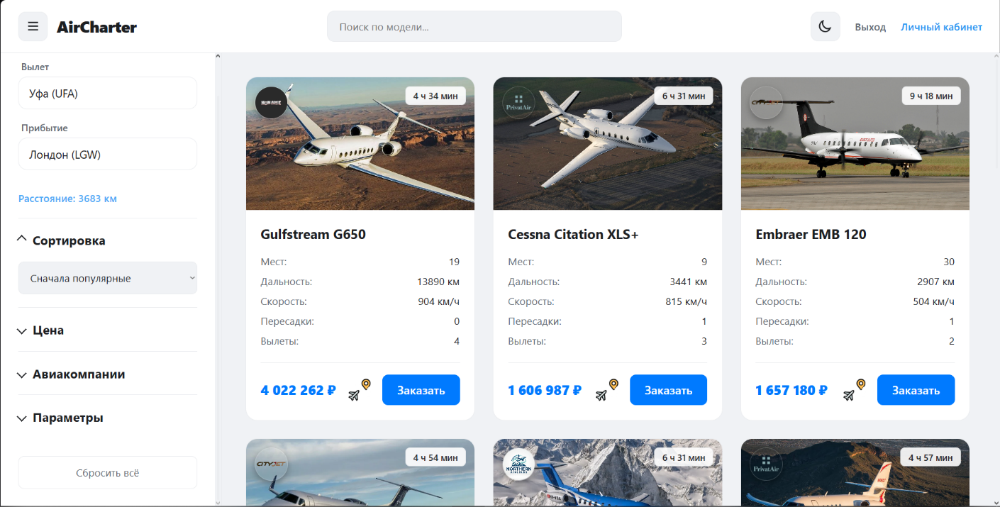 AirCharter
Поиск по модели...
Выход
Личный кабинет
Вылет
Уфа (UFA)
Прибытие
Лондон (LGW)
Расстояние: 3683 км
Сортировка
Сначала популярные
Цена
Авиакомпании
Параметры
Сбросить всё
NONAME
4 ч 34 мин
Gulfstream G650
Мест: 19
Дальность: 13890 км
Скорость: 904 км/ч
Пересадки: 0
Вылеты: 4
4 022 262 ₽
Заказать
PrivatAir
6 ч 31 мин
Cessna Citation XLS+
Мест: 9
Дальность: 3441 км
Скорость: 815 км/ч
Пересадки: 1
Вылеты: 3
1 606 987 ₽
Заказать
CITYJET
9 ч 18 мин
Embraer EMB 120
Мест: 30
Дальность: 2907 км
Скорость: 504 км/ч
Пересадки: 1
Вылеты: 2
1 657 180 ₽
Заказать
CITYJET
4 ч 54 мин
NORTHERN
AIRLINES
6 ч 31 мин
PrivatAir
4 ч 57 мин